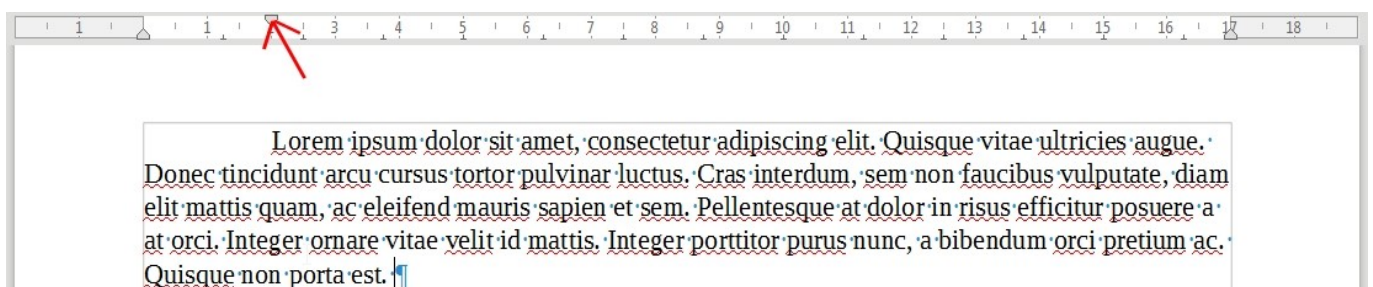 1 1 3 4 5 6 7 8 9 10 11 12 13 14 15 16 17 18
Lorem ipsum dolor sit amet, consectetur adipiscing elit. Quisque vitae ultricies augue.
Donec tincidunt arcu cursus tortor pulvinar luctus. Cras interdum, sem non faucibus vulputate, diam
elit mattis quam, ac eleifend mauris sapien et sem. Pellentesque at dolor in risus efficitur posuere a
at orci. Integer ornare vitae velit id mattis. Integer porttitor purus nunc, a bibendum orci pretium ac.
Quisque non porta est. ¶